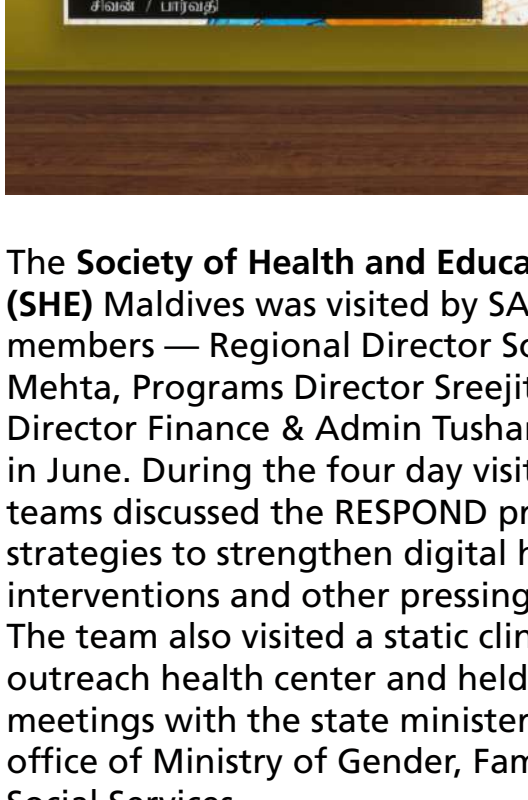 சிவன் / பார்வதி
The Society of Health and Educa
(SHE) Maldives was visited by SA
members — Regional Director So
Mehta, Programs Director Sreejit
Director Finance & Admin Tushar
in June. During the four day visit
teams discussed the RESPOND pr
strategies to strengthen digital h
interventions and other pressing
The team also visited a static clin
outreach health center and held
meetings with the state minister
office of Ministry of Gender, Fam
Social Services